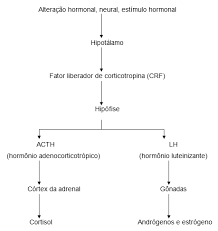 Alteração hormonal, neural, estímulo hormonal
Hipotálamo
Fator liberador de corticotropina (CRF)
Hipófise
ACTH
LH
(hormônio adenocorticotrópico)
(hormônio luteinizante)
Córtex da adrenal
Gônadas
Cortisol
Andrógenos e estrógeno